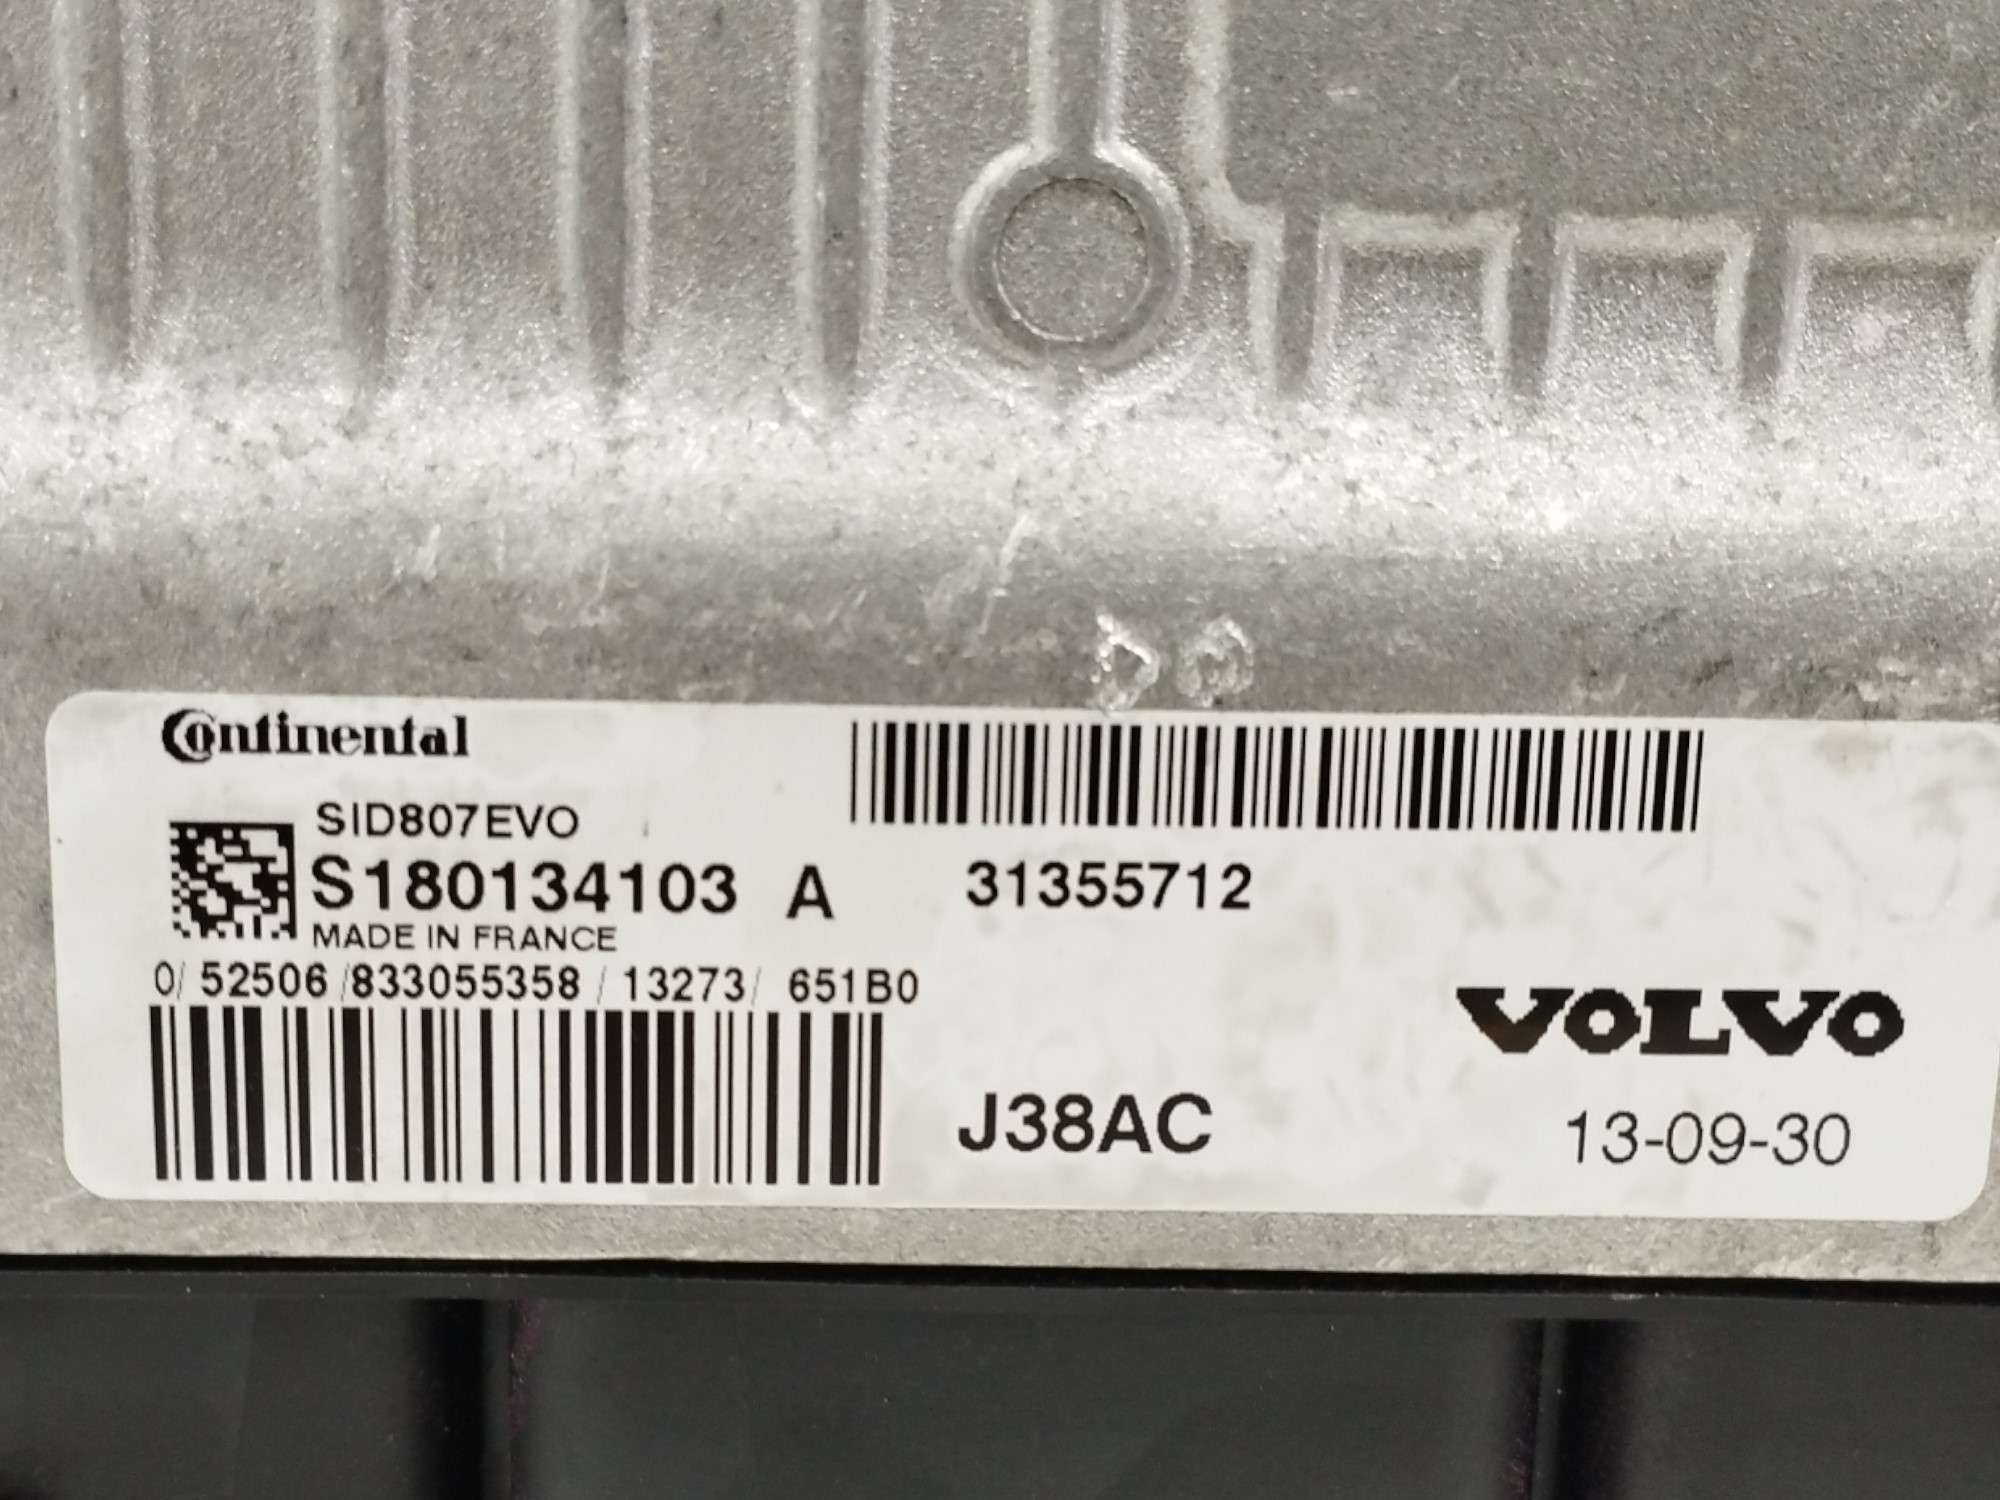 Continental
SID807EVO
S180134103 A
31355712
MADE IN FRANCE
0/ 52506 /833055358 / 13273/ 651B0
VOLVO
J38AC
13-09-30